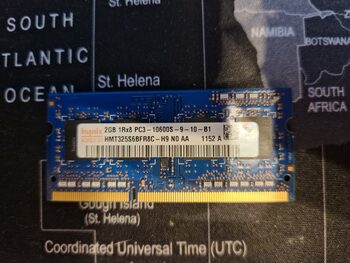 SOUTH
ATLANTIC
OCEAN
St. Helena
St. Helena
NAMIBIA
BOTSWANA
SOUTH
AFRICA
hynix
2GB 1Rx8 PC3-10600S-9-10-B1
HMT325S6BFR8C-H9 N0 AA 1152 A
Gough Island
(St. Helena)
Coordinated Universal Time (UTC)